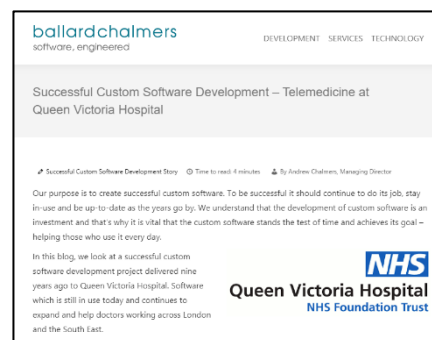 ballardchalmers
software, engineered
DEVELOPMENT SERVICES TECHNOLOGY
Successful Custom Software Development – Telemedicine at
Queen Victoria Hospital
Successful Custom Software Development Story Time to read: 4 minutes By Andrew Chalmers, Managing Director
Our purpose is to create successful custom software. To be successful it should continue to do its job, stay
in-use and be up-to-date as the years go by. We understand that the development of custom software is an
investment and that's why it is vital that the custom software stands the test of time and achieves its goal –
helping those who use it every day.
In this blog, we look at a successful custom
software development project delivered nine
years ago to Queen Victoria Hospital. Software
which is still in use today and continues to
expand and help doctors working across London
and the South East.
NHS
Queen Victoria Hospital
NHS Foundation Trust